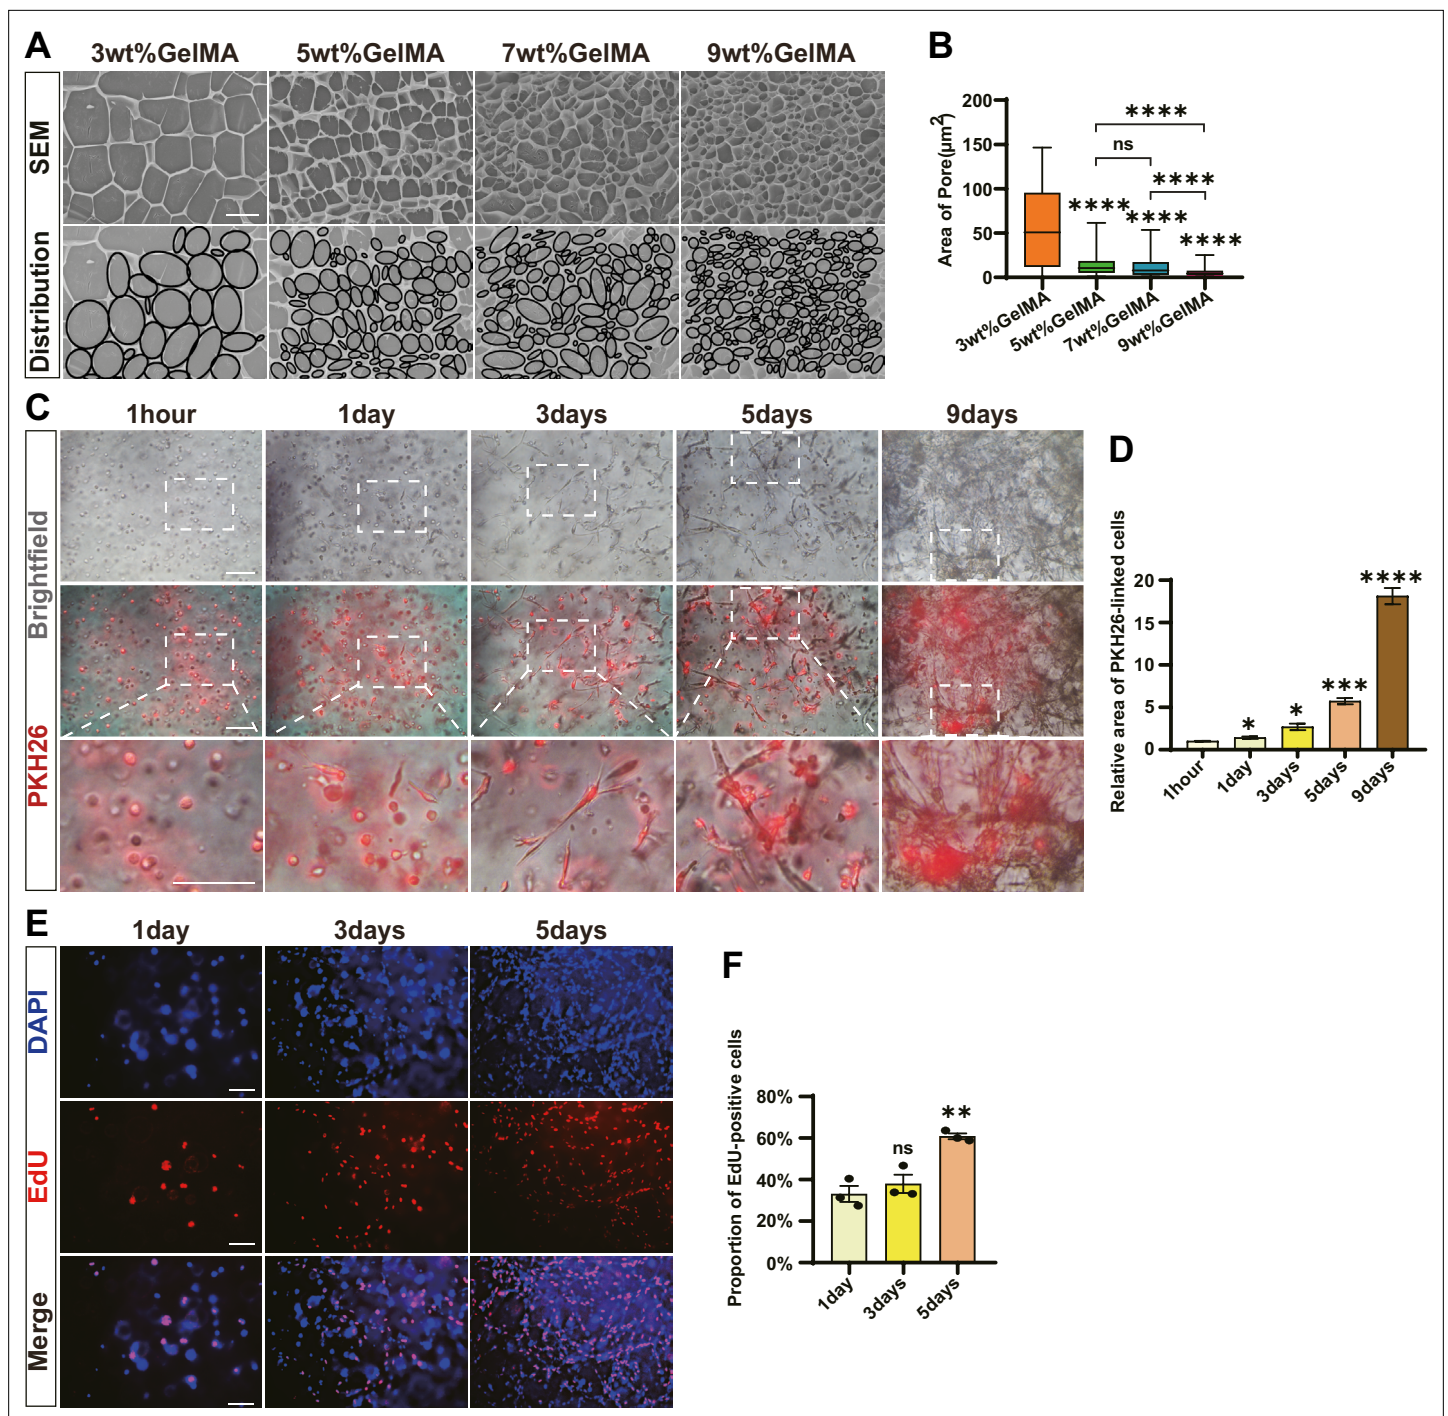 A
3wt%GelMA 5wt%GelMA 7wt%GelMA 9wt%GelMA
SEM
Distribution
B
Area of Pore(μm²)
200
150
100
50
0
****
ns
****
**** **** ****
3wt%GelMA 5wt%GelMA 7wt%GelMA 9wt%GelMA
C
1hour 1day 3days 5days 9days
Brightfield
PKH26
D
Relative area of PKH26-linked cells
20
15
10
5
0
* * *** ****
1hour 1day 3days 5days 9days
E
1day 3days 5days
DAPI
EdU
Merge
F
Proportion of EdU-positive cells
80%
60%
40%
20%
0%
ns **
1day 3days 5days